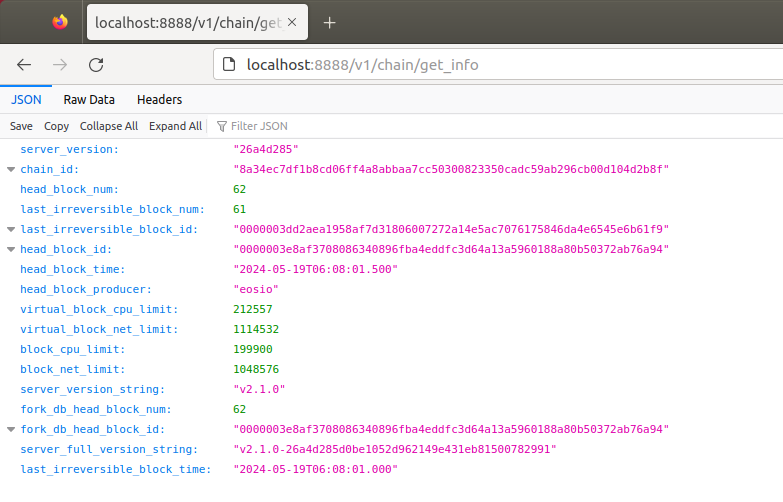 localhost:8888/v1/chain/get_
localhost:8888/v1/chain/get_info
JSON Raw Data Headers
Save Copy Collapse All Expand All Filter JSON
server_version: "26a4d285"
chain_id: "8a34ec7df1b8cd06ff4a8abbaa7cc50300823350cadc59ab296cb00d104d2b8f"
head_block_num: 62
last_irreversible_block_num: 61
last_irreversible_block_id: "0000003dd2aea1958af7d31806007272a14e5ac7076175846da4e6545e6b61f9"
head_block_id: "0000003e8af3708086340896fba4eddfc3d64a13a5960188a80b50372ab76a94"
head_block_time: "2024-05-19T06:08:01.500"
head_block_producer: "eosio"
virtual_block_cpu_limit: 212557
virtual_block_net_limit: 1114532
block_cpu_limit: 199900
block_net_limit: 1048576
server_version_string: "v2.1.0"
fork_db_head_block_num: 62
fork_db_head_block_id: "0000003e8af3708086340896fba4eddfc3d64a13a5960188a80b50372ab76a94"
server_full_version_string: "v2.1.0-26a4d285d0be1052d962149e431eb81500782991"
last_irreversible_block_time: "2024-05-19T06:08:01.000"